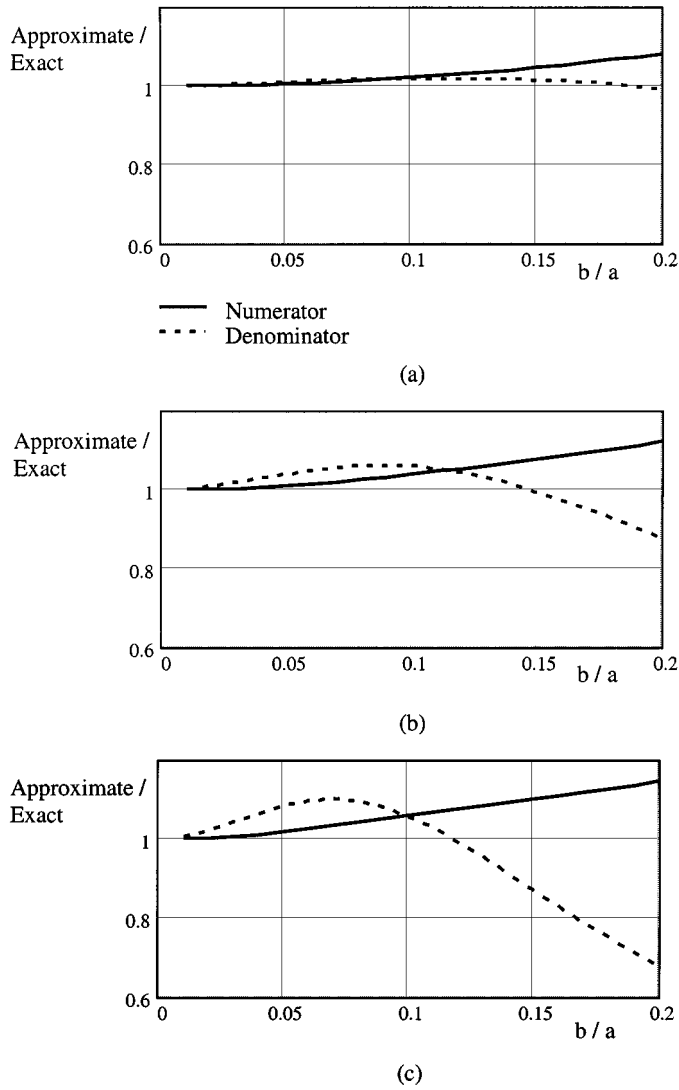 Approximate /
Exact
1
0.8
0.6
0
0.05
0.1
0.15
0.2
b / a
Numerator
Denominator
(a)
Approximate /
Exact
1
0.8
0.6
0
0.05
0.1
0.15
0.2
b / a
(b)
Approximate /
Exact
1
0.8
0.6
0
0.05
0.1
0.15
0.2
b / a
(c)